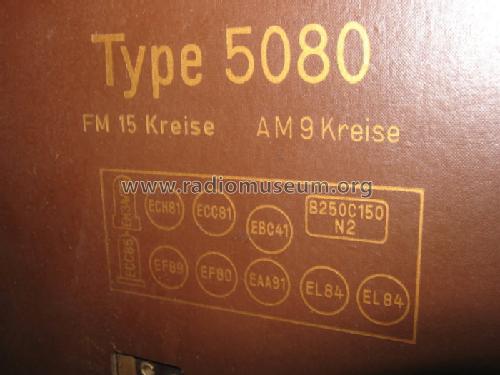 Type 5080
FM 15 Kreise AM 9 Kreise
www.radiomuseum.org
ECH81 ECC81 EBC41 B250C150
N2
ECC85 EF89 EF80 EAA91 EL84 EL84